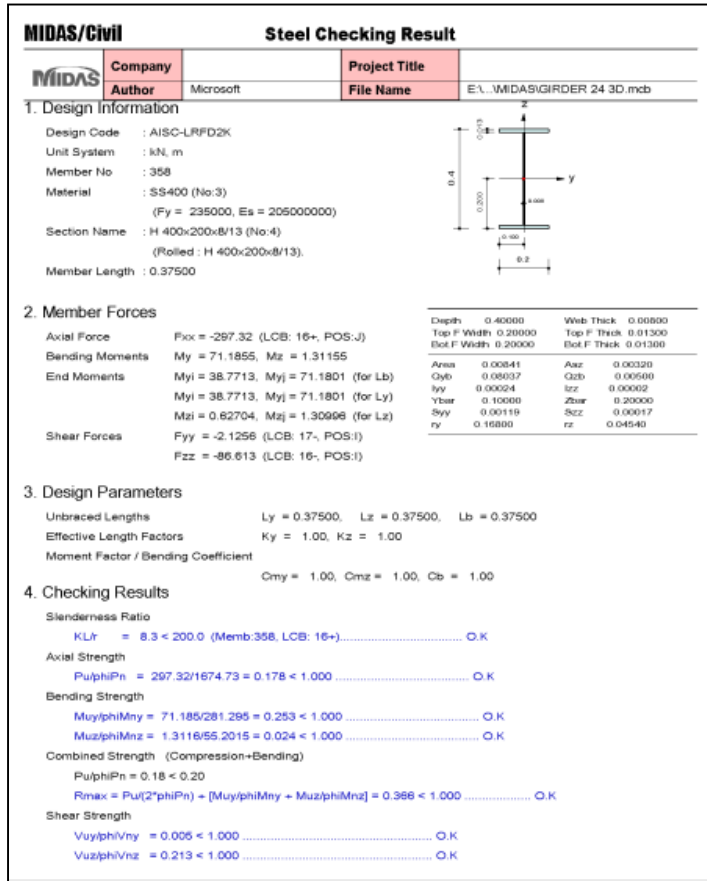 MIDAS/Civil Steel Checking Result
MIDAS Company Project Title
Author Microsoft File Name E:\...\MIDAS\GIRDER 24 3D.mcb
1. Design Information
Design Code : AISC-LRFD2K
Unit System : kN, m
Member No : 358
Material : SS400 (No:3)
(Fy = 235000, Es = 205000000)
Section Name : H 400x200x8/13 (No:4)
(Rolled : H 400x200x8/13).
Member Length : 0.37500
z
0.013
0.4
y
0.200
0.008
0.100
0.2
2. Member Forces
Axial Force Fxx = -297.32 (LCB: 16+, POS:J)
Bending Moments My = 71.1855, Mz = 1.31155
End Moments Myi = 38.7713, Myj = 71.1801 (for Lb)
Myi = 38.7713, Myj = 71.1801 (for Ly)
Mzi = 0.62704, Mzj = 1.30996 (for Lz)
Shear Forces Fyy = -2.1256 (LCB: 17-, POS:I)
Fzz = -86.613 (LCB: 16-, POS:I)
Depth 0.40000 Web Thick 0.00800
Top F Width 0.20000 Top F Thick 0.01300
Bot.F Width 0.20000 Bot.F Thick 0.01300
Area 0.00841 Asz 0.00320
Qyb 0.08037 Qzb 0.00500
Iyy 0.00024 Izz 0.00002
Ybar 0.10000 Zbar 0.20000
Syy 0.00119 Szz 0.00017
ry 0.16800 rz 0.04540
3. Design Parameters
Unbraced Lengths Ly = 0.37500, Lz = 0.37500, Lb = 0.37500
Effective Length Factors Ky = 1.00, Kz = 1.00
Moment Factor / Bending Coefficient
Cmy = 1.00, Cmz = 1.00, Cb = 1.00
4. Checking Results
Slenderness Ratio
KL/r = 8.3 < 200.0 (Memb:358, LCB: 16+)................................... O.K
Axial Strength
Pu/phiPn = 297.32/1674.73 = 0.178 < 1.000 ....................................... O.K
Bending Strength
Muy/phiMny = 71.185/281.295 = 0.253 < 1.000 ....................................... O.K
Muz/phiMnz = 1.3116/55.2015 = 0.024 < 1.000 ....................................... O.K
Combined Strength (Compression+Bending)
Pu/phiPn = 0.18 < 0.20
Rmax = Pu/(2*phiPn) + [Muy/phiMny + Muz/phiMnz] = 0.366 < 1.000 ................... O.K
Shear Strength
Vuy/phiVny = 0.005 < 1.000 ....................................................... O.K
Vuz/phiVnz = 0.213 < 1.000 ....................................................... O.K